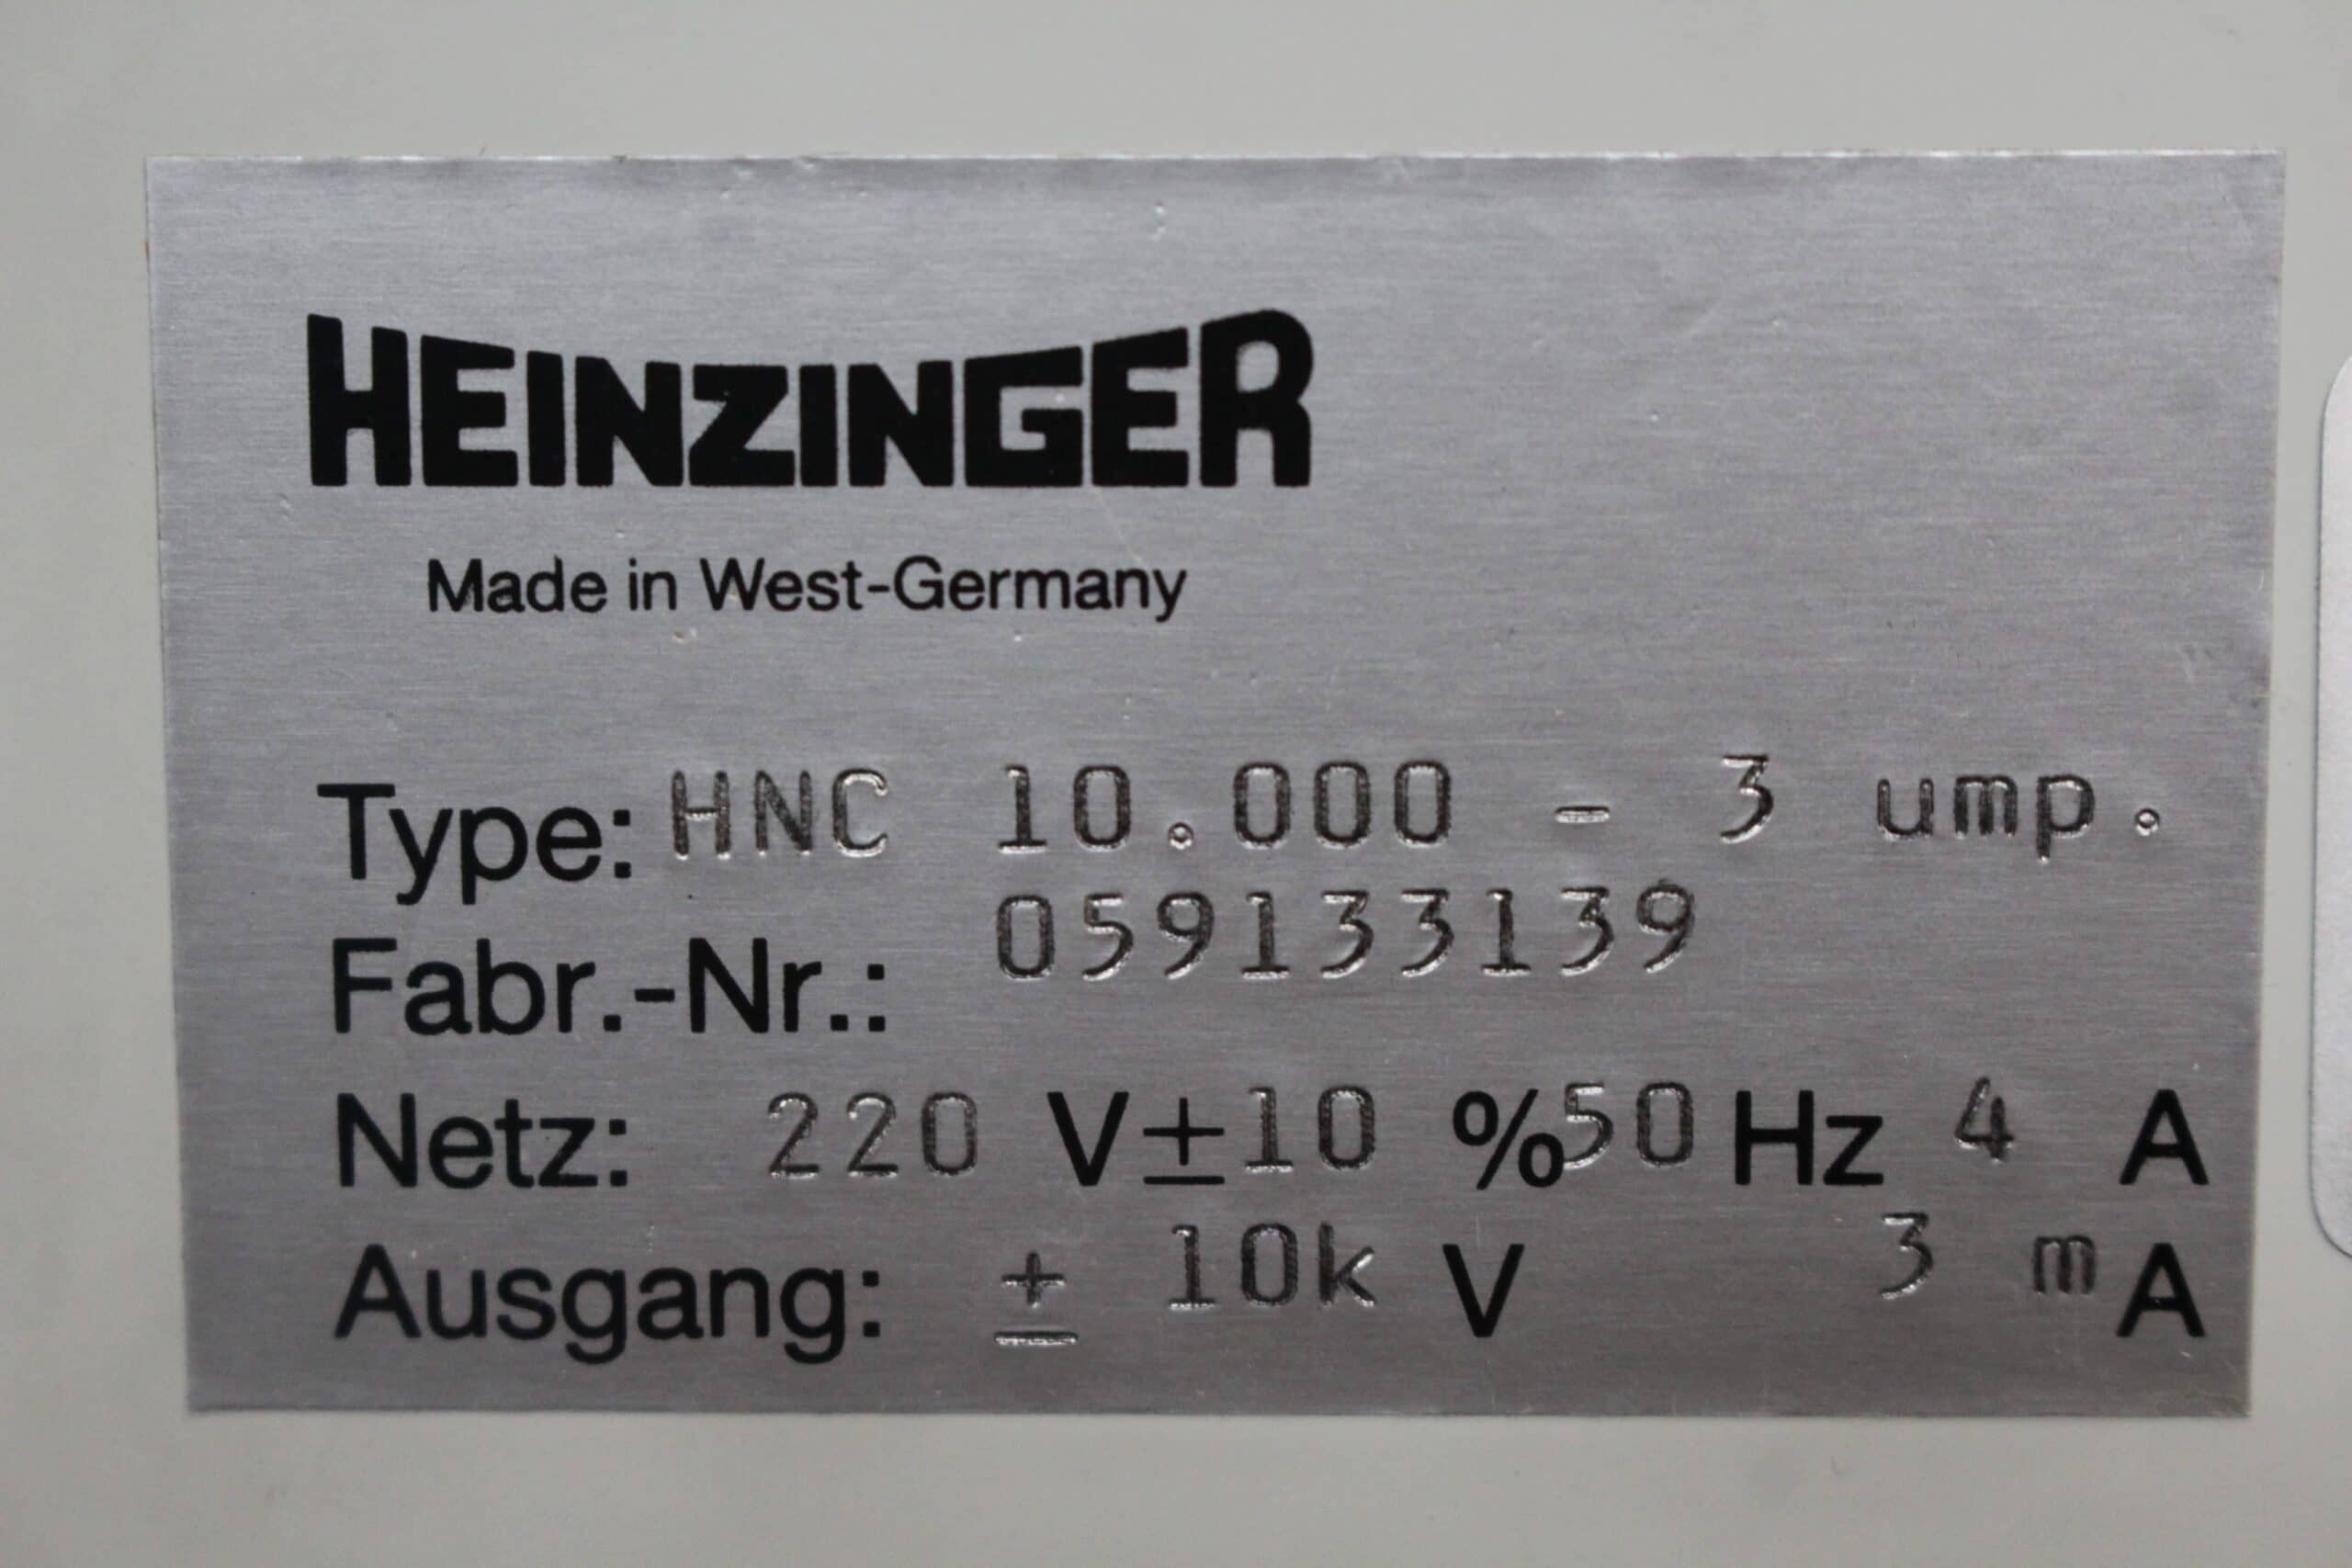 HEINZINGER
Made in West-Germany
Type: HNC 10.000 - 3 ump.
Fabr.-Nr.: 059133139
Netz: 220 V ± 10 % 50 Hz 4 A
Ausgang: ± 10k V 3 m A